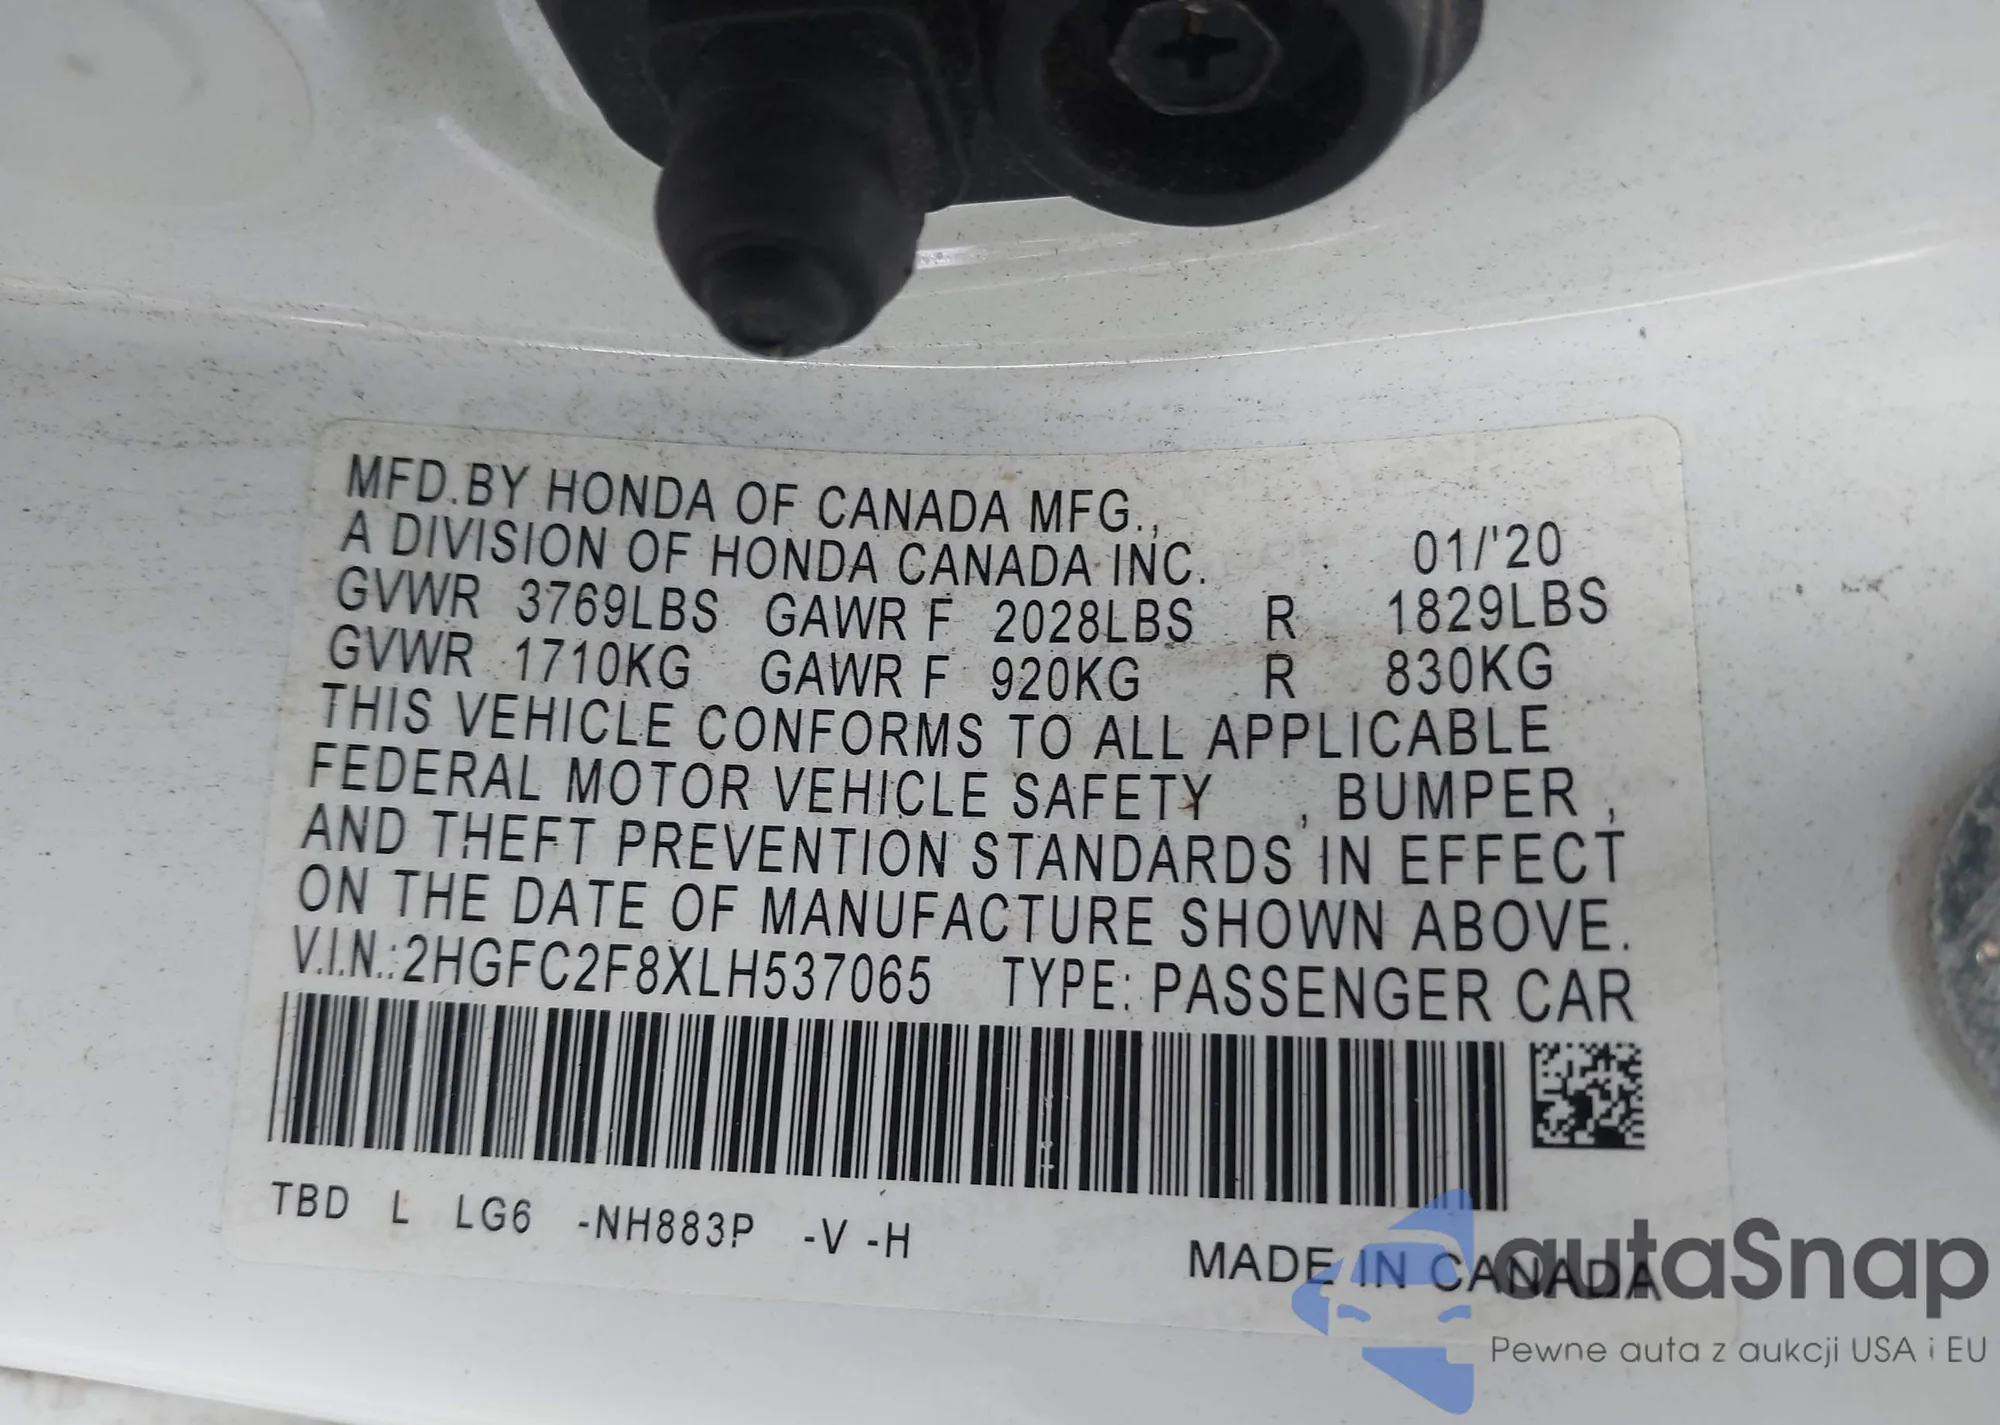 MFD.BY HONDA OF CANADA MFG.,
A DIVISION OF HONDA CANADA INC. 01/'20
GVWR 3769LBS GAWR F 2028LBS R 1829LBS
GVWR 1710KG GAWR F 920KG R 830KG
THIS VEHICLE CONFORMS TO ALL APPLICABLE
FEDERAL MOTOR VEHICLE SAFETY , BUMPER ,
AND THEFT PREVENTION STANDARDS IN EFFECT
ON THE DATE OF MANUFACTURE SHOWN ABOVE.
V.I.N.:2HGFC2F8XLH537065 TYPE: PASSENGER CAR
TBD L LG6 -NH883P -V -H
MADE IN CANADA
autaSnap
Pewne auta z aukcji USA i EU